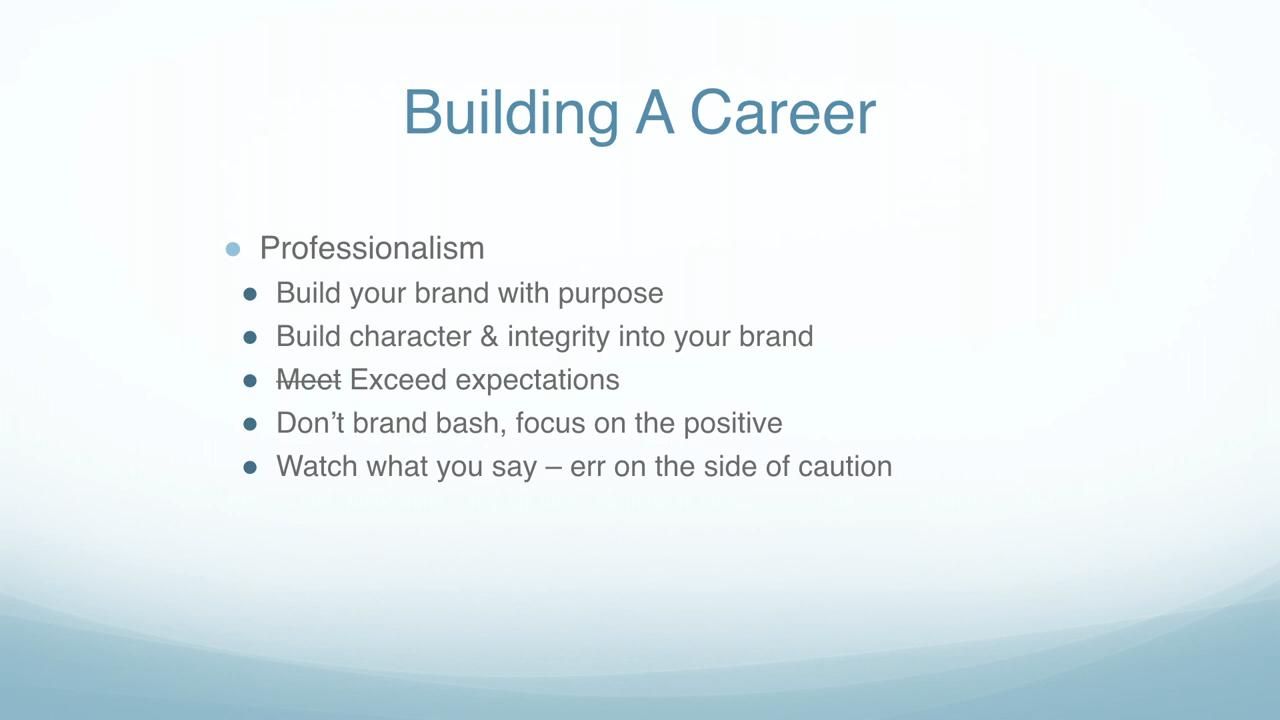 Building A Career
Professionalism
Build your brand with purpose
Build character & integrity into your brand
Meet Exceed expectations
Don’t brand bash, focus on the positive
Watch what you say – err on the side of caution